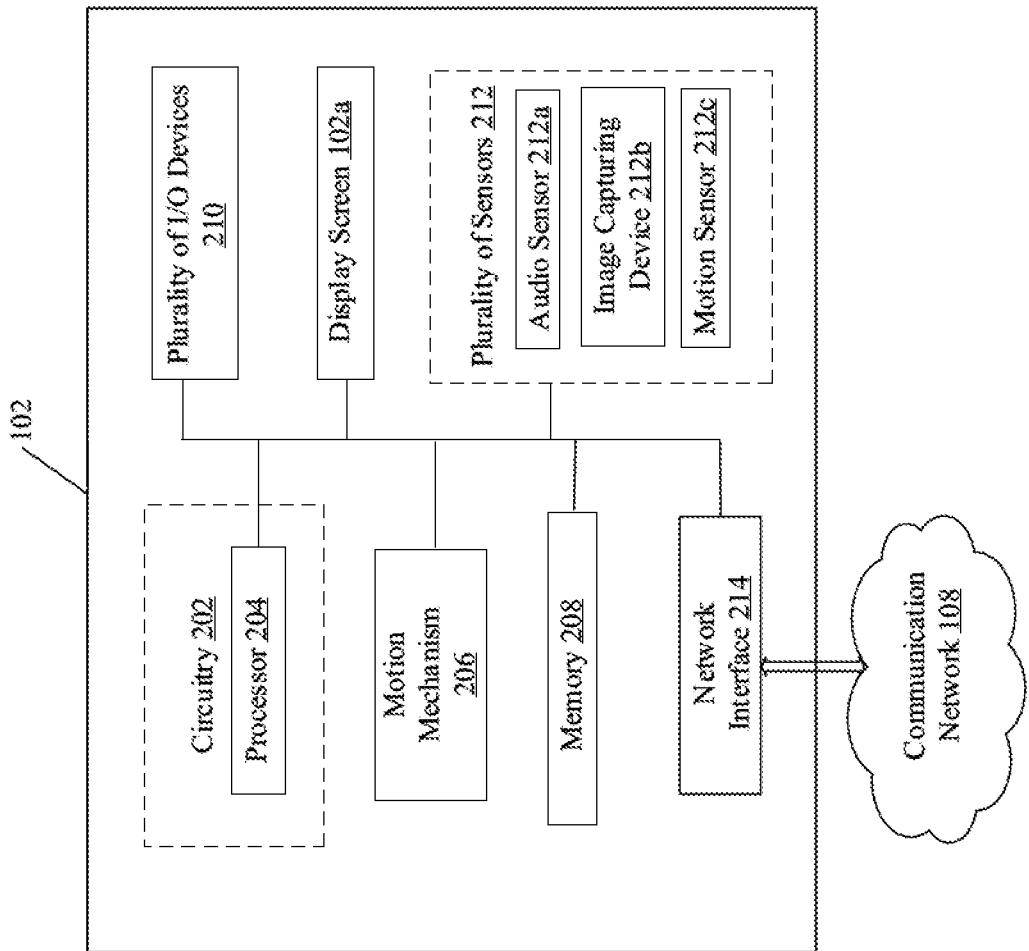 102
Circuitry 202
Processor 204
Motion
Mechanism
206
Memory 208
Network
Interface 214
Plurality of I/O Devices
210
Display Screen 102a
Plurality of Sensors 212
Audio Sensor 212a
Image Capturing
Device 212b
Motion Sensor 212c
Communication
Network 108